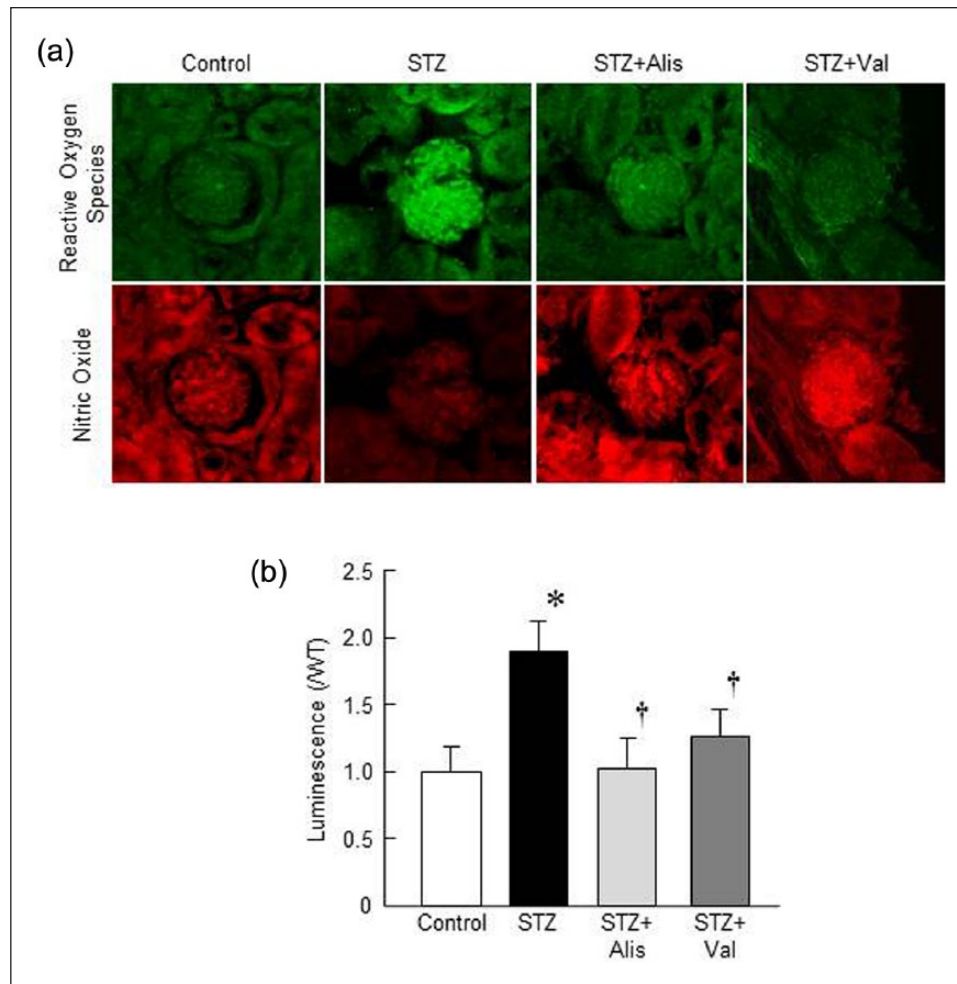 (a)
Control STZ STZ+Alis STZ+Val
Reactive Oxygen
Species
Nitric Oxide
(b)
Luminescence (/WT)
2.5
2.0
1.5
1.0
0.5
0
*
†
†
Control STZ STZ+ STZ+
Alis Val